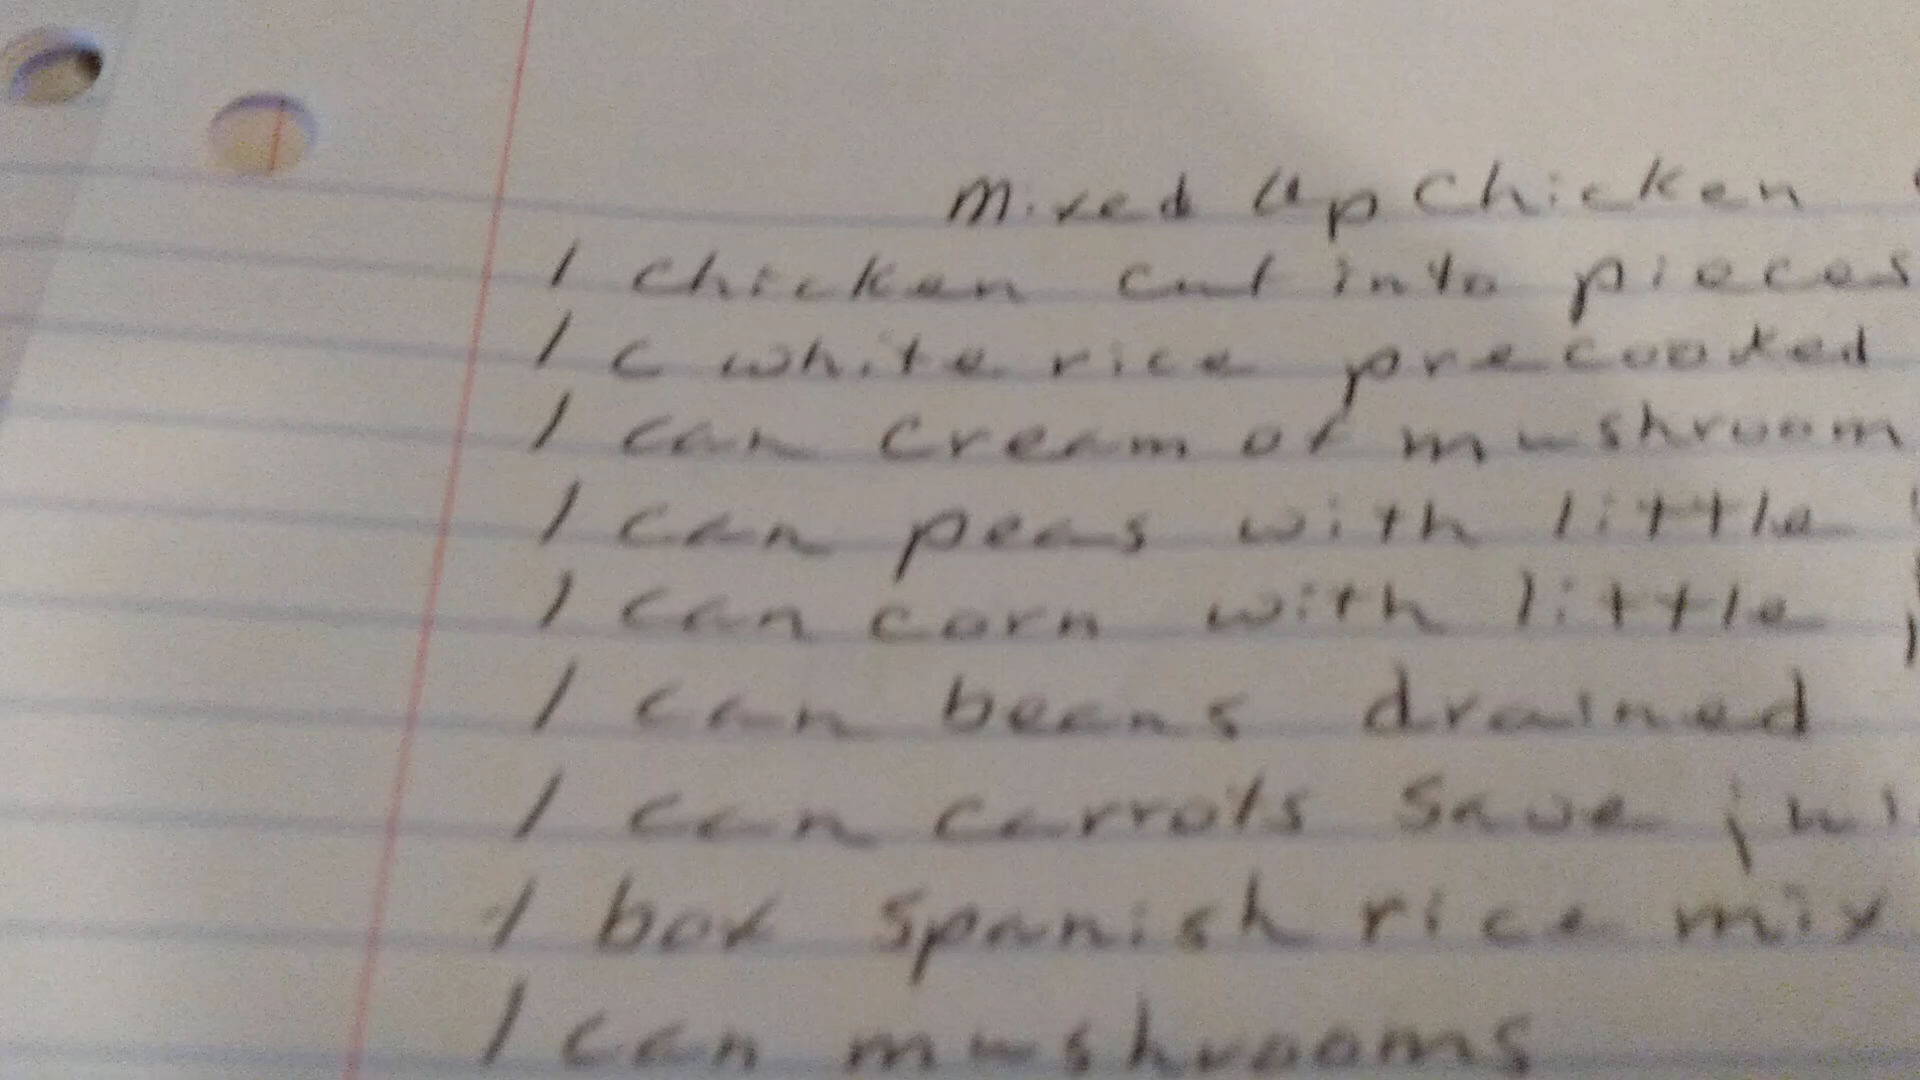 Mixed Up Chicken
1 chicken cut into pieces
1 c white rice precooked
1 can cream of mushroom
1 can peas with little
1 can corn with little
1 can beans drained
1 can carrots save
1 box Spanish rice mix
1 can mushrooms